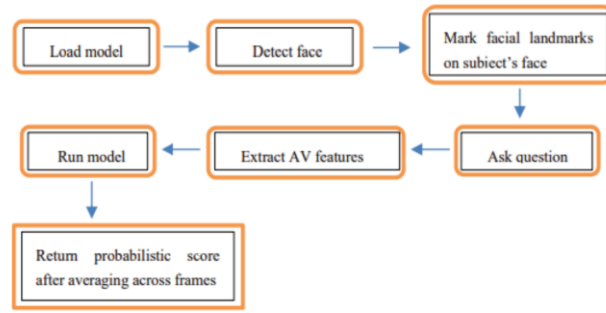 Load model
Detect face
Mark facial landmarks
on subject's face
Ask question
Extract AV features
Run model
Return probabilistic score
after averaging across frames